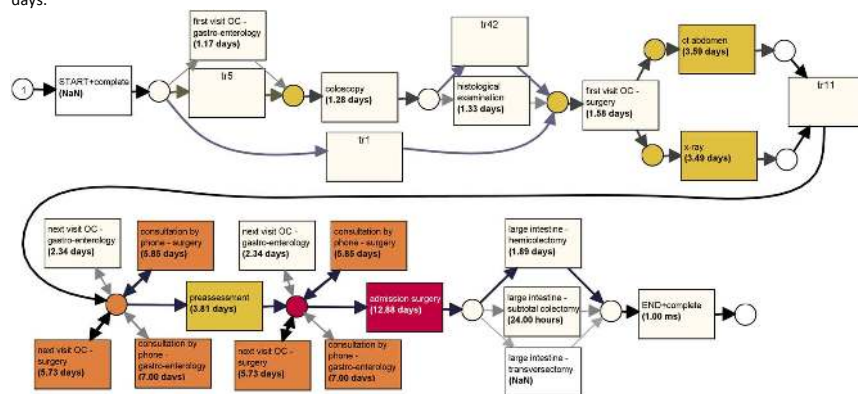 days.
first visit OC -
gastro-enterology
(1.17 days)
tr42
ct abdomen
(3.59 days)
1
START+complete
(NaN)
tr5
coloscopy
(1.28 days)
histological
examination
(1.33 days)
first visit OC -
surgery
(1.58 days)
tr11
tr1
x-ray
(3.49 days)
next visit OC -
gastro-enterology
(2.34 days)
consultation by
phone - surgery
(5.85 days)
next visit OC -
gastro-enterology
(2.34 days)
consultation by
phone - surgery
(5.85 days)
large intestine -
hemicolectomy
(1.89 days)
preassessment
(3.81 days)
admission surgery
(12.88 days)
large intestine -
subtotal colectomy
(24.00 hours)
END+complete
(1.00 ms)
next visit OC -
surgery
(5.73 days)
consultation by
phone -
gastro-enterology
(7.00 days)
next visit OC -
surgery
(5.73 days)
consultation by
phone -
gastro-enterology
(7.00 days)
large intestine -
transversectomy
(NaN)